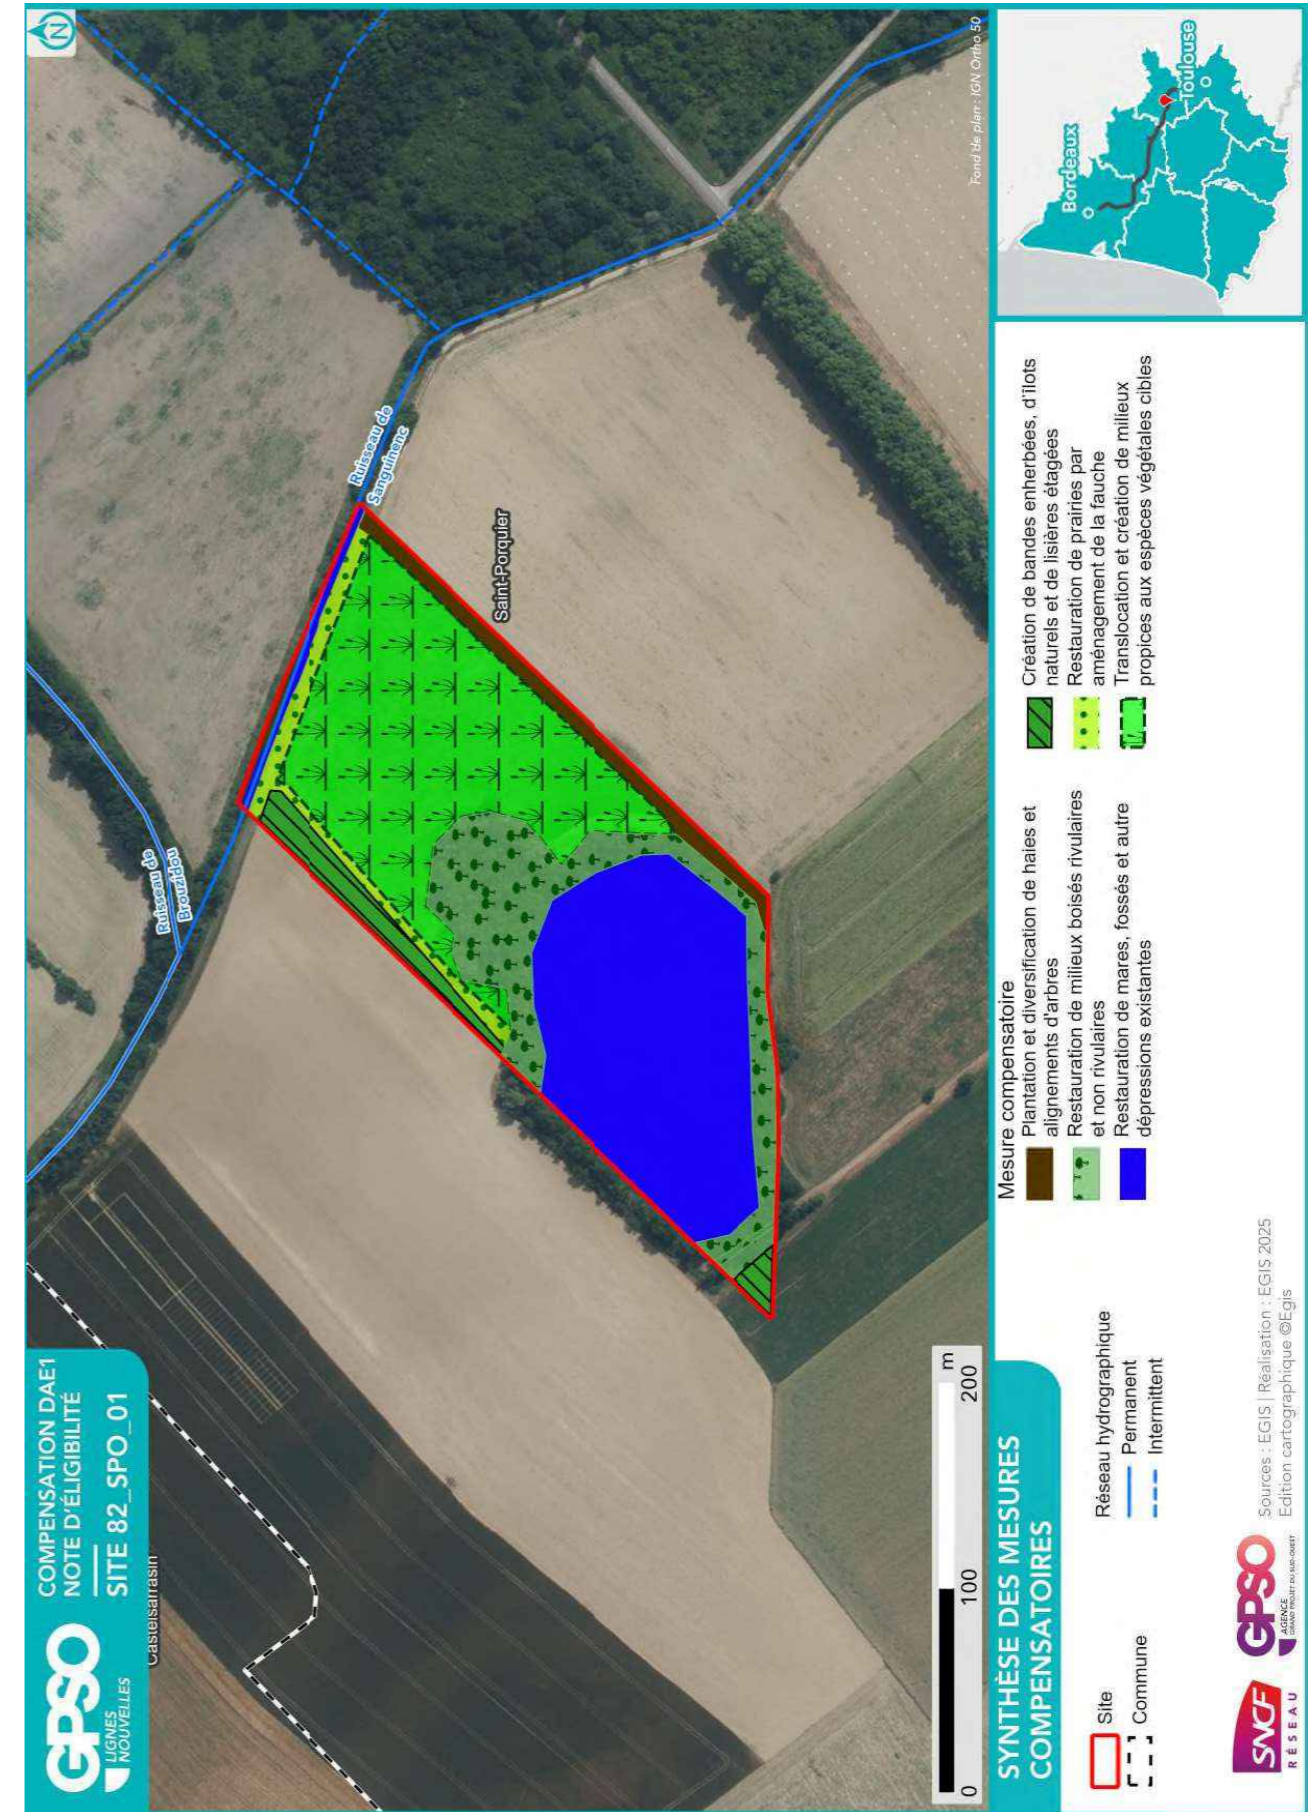 GPSO
LIGNES
NOUVELLES
COMPENSATION DAE1
NOTE D'ÉLIGIBILITÉ
SITE 82_SPO_01
N
Castelsarrasin
Ruisseau de
Brouzidou
Ruisseau de
Sanguinenc
Saint-Porquier
Fond de plan : IGN Ortho 50
0 100 200 m
SYNTHÈSE DES MESURES
COMPENSATOIRES
Site
Commune
Réseau hydrographique
Permanent
Intermittent
Mesure compensatoire
Plantation et diversification de haies et
alignements d'arbres
Restauration de milieux boisés rivulaires
et non rivulaires
Restauration de mares, fossés et autre
dépressions existantes
Création de bandes enherbées, d'ilots
naturels et de lisières étagées
Restauration de prairies par
aménagement de la fauche
Translocation et création de milieux
propices aux espèces végétales cibles
Bordeaux
Toulouse
SNCF
RÉSEAU
GPSO
AGENCE
GRAND PROJET DU SUD-OUEST
Sources : EGIS | Réalisation : EGIS 2025
Edition cartographique ©Egis